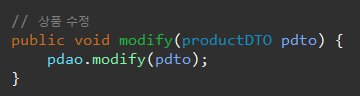 // 상품 수정
public void modify(productDTO pdto) {
    pdao.modify(pdto);
}